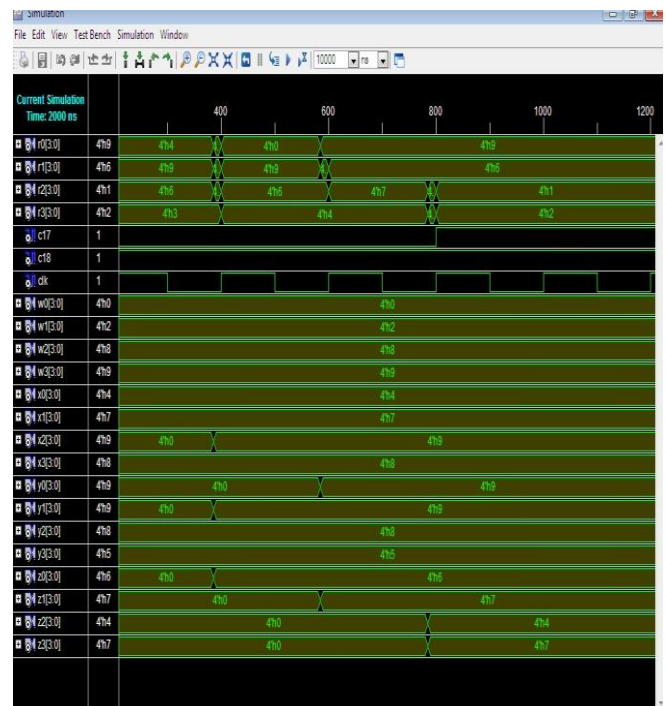 Simulation
File Edit View Test Bench Simulation Window
10000 ns
Current Simulation
Time: 2000 ns
400 600 800 1000 1200
r0[3:0] 4'h9 4'h4 4'h0 4'h9
r1[3:0] 4'h6 4'h9 4'h9 4'h6
r2[3:0] 4'h1 4'h6 4'h6 4'h7 4'h1
r3[3:0] 4'h2 4'h3 4'h4 4'h2
c17 1
c18 1
clk 1
w0[3:0] 4'h0 4'h0
w1[3:0] 4'h2 4'h2
w2[3:0] 4'h8 4'h8
w3[3:0] 4'h9 4'h9
x0[3:0] 4'h4 4'h4
x1[3:0] 4'h7 4'h7
x2[3:0] 4'h9 4'h0 4'h9
x3[3:0] 4'h8 4'h8
y0[3:0] 4'h9 4'h0 4'h9
y1[3:0] 4'h9 4'h0 4'h9
y2[3:0] 4'h8 4'h8
y3[3:0] 4'h5 4'h5
z0[3:0] 4'h6 4'h0 4'h6
z1[3:0] 4'h7 4'h0 4'h7
z2[3:0] 4'h4 4'h0 4'h4
z3[3:0] 4'h7 4'h0 4'h7